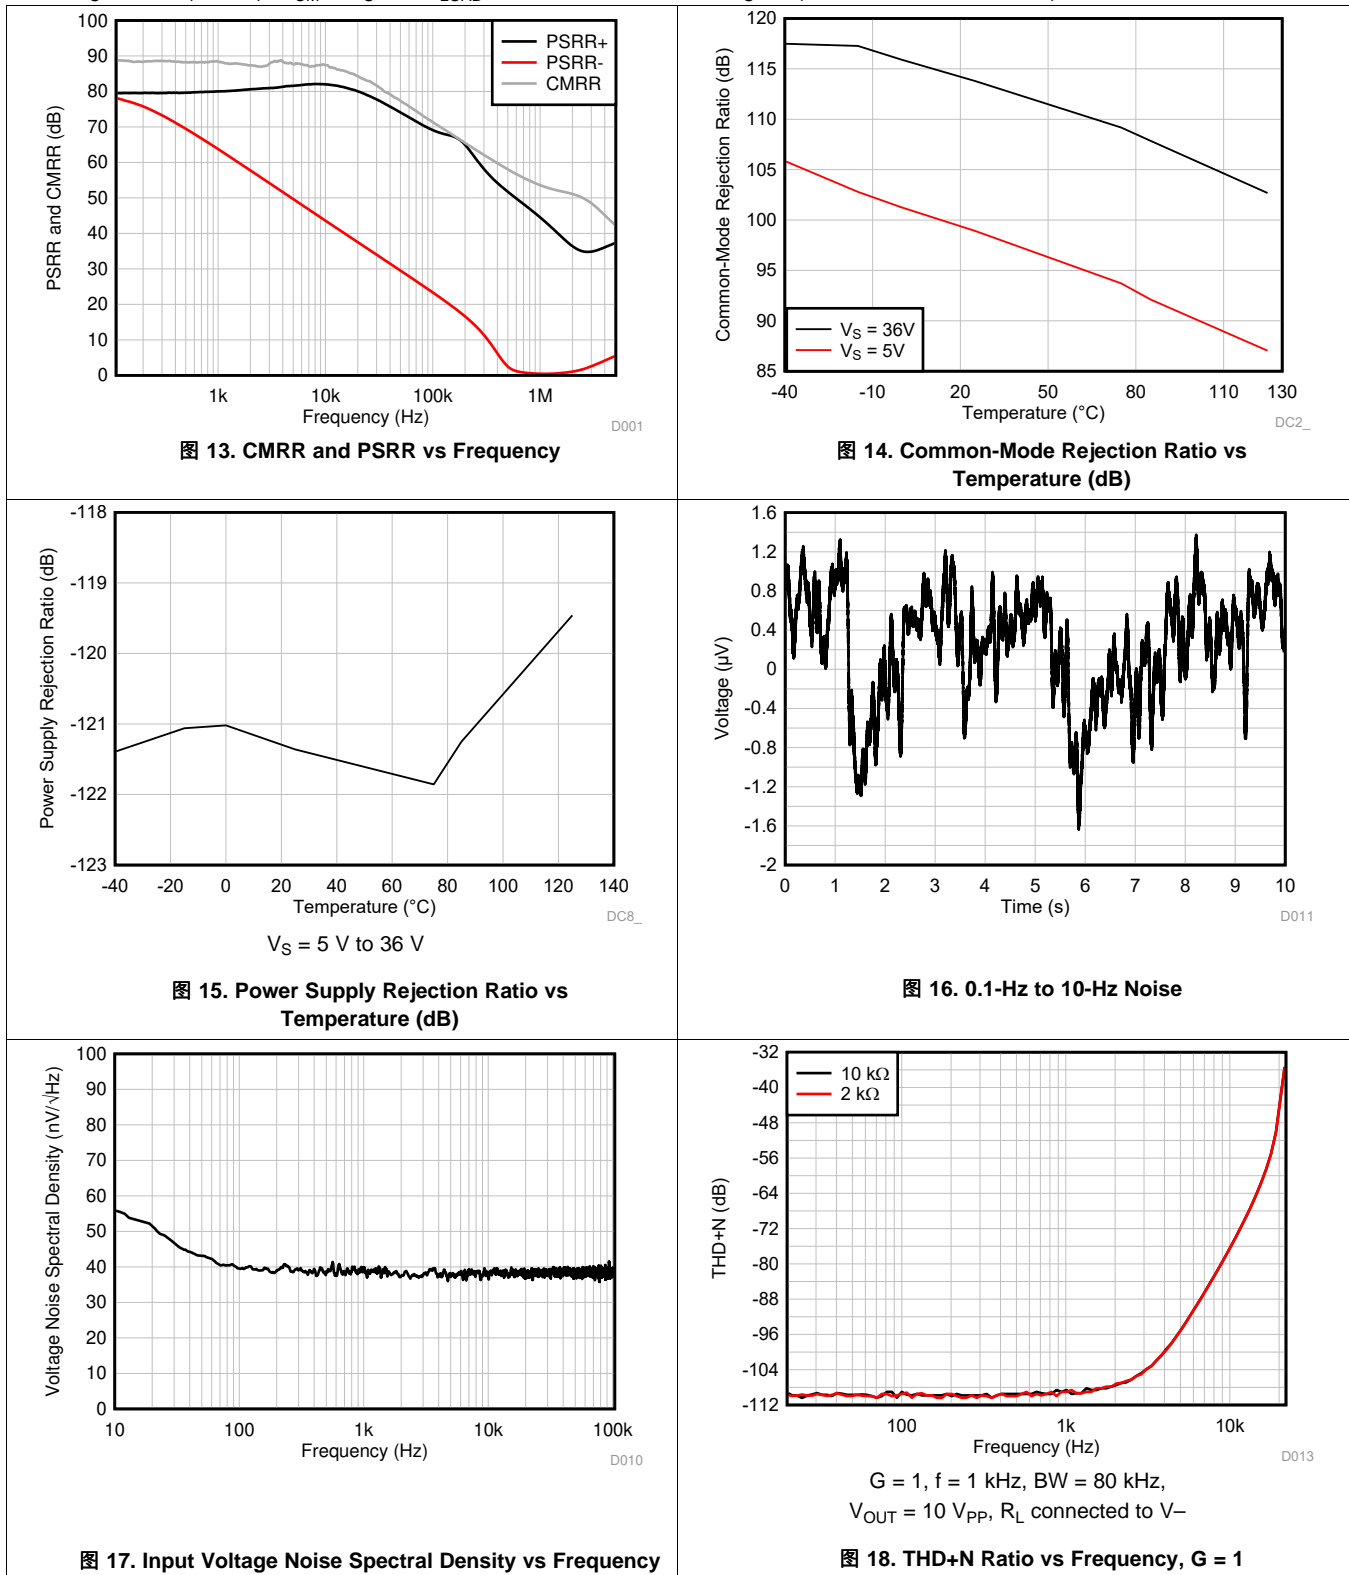 100
90
80
70
60
50
40
30
20
10
0
PSRR and CMRR (dB)
PSRR+
PSRR-
CMRR
1k 10k 100k 1M
Frequency (Hz)
D001
图 13. CMRR and PSRR vs Frequency
120
115
110
105
100
95
90
85
Common-Mode Rejection Ratio (dB)
VS = 36V
VS = 5V
-40 -10 20 50 80 110 130
Temperature (°C)
DC2_
图 14. Common-Mode Rejection Ratio vs
Temperature (dB)
-118
-119
-120
-121
-122
-123
Power Supply Rejection Ratio (dB)
-40 -20 0 20 40 60 80 100 120 140
Temperature (°C)
DC8_
VS = 5 V to 36 V
图 15. Power Supply Rejection Ratio vs
Temperature (dB)
1.6
1.2
0.8
0.4
0
-0.4
-0.8
-1.2
-1.6
-2
Voltage (µV)
0 1 2 3 4 5 6 7 8 9 10
Time (s)
D011
图 16. 0.1-Hz to 10-Hz Noise
100
90
80
70
60
50
40
30
20
10
0
Voltage Noise Spectral Density (nV/√Hz)
10 100 1k 10k 100k
Frequency (Hz)
D010
图 17. Input Voltage Noise Spectral Density vs Frequency
-32
-40
-48
-56
-64
-72
-80
-88
-96
-104
-112
THD+N (dB)
10 kΩ
2 kΩ
100 1k 10k
Frequency (Hz)
D013
G = 1, f = 1 kHz, BW = 80 kHz,
VOUT = 10 VPP, RL connected to V–
图 18. THD+N Ratio vs Frequency, G = 1